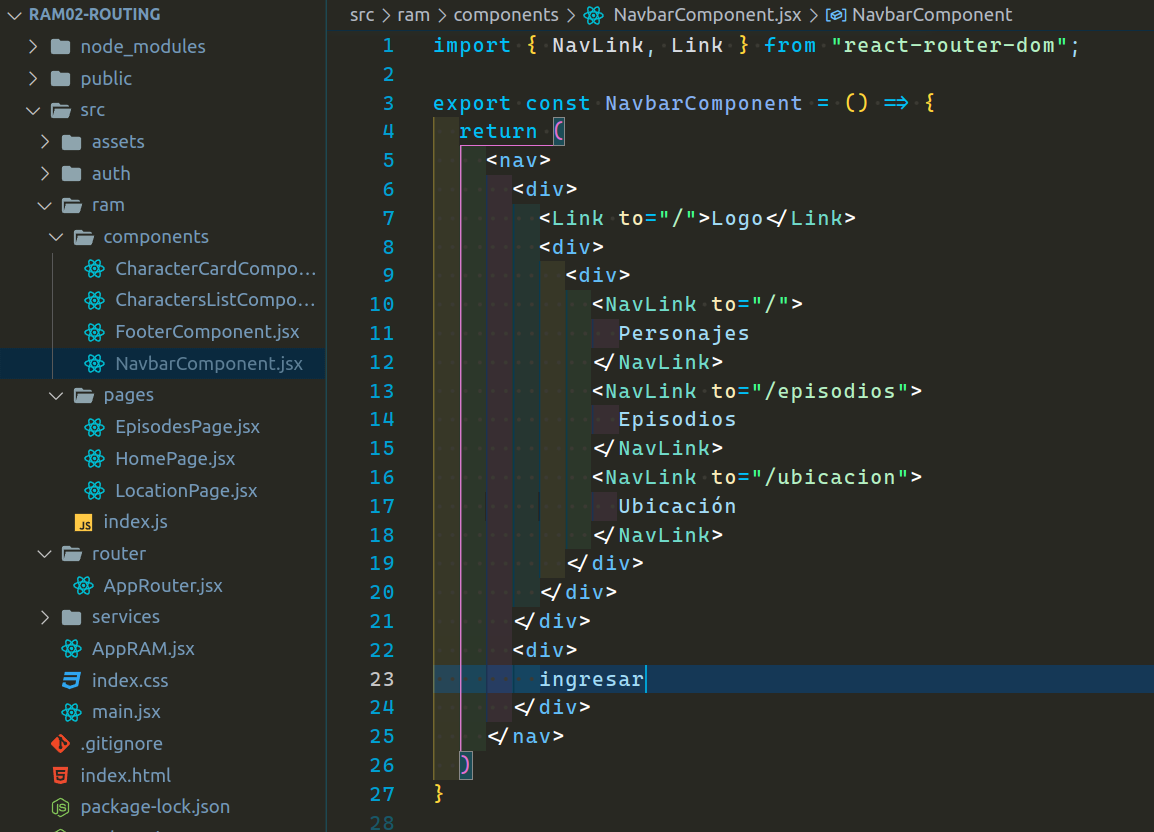 RAM02-ROUTING
node_modules
public
src
assets
auth
ram
components
CharacterCardCompo...
CharactersListCompo...
FooterComponent.jsx
NavbarComponent.jsx
pages
EpisodesPage.jsx
HomePage.jsx
LocationPage.jsx
JS index.js
router
AppRouter.jsx
services
AppRAM.jsx
index.css
main.jsx
.gitignore
index.html
package-lock.json
src > ram > components > NavbarComponent.jsx > NavbarComponent
1 import { NavLink, Link } from "react-router-dom";
2
3 export const NavbarComponent = () => {
4 return (
5 <nav>
6 <div>
7 <Link to="/">Logo</Link>
8 <div>
9 <div>
10 <NavLink to="/">
11 Personajes
12 </NavLink>
13 <NavLink to="/episodios">
14 Episodios
15 </NavLink>
16 <NavLink to="/ubicacion">
17 Ubicación
18 </NavLink>
19 </div>
20 </div>
21 </div>
22 <div>
23 ingresar
24 </div>
25 </nav>
26 )
27 }
28